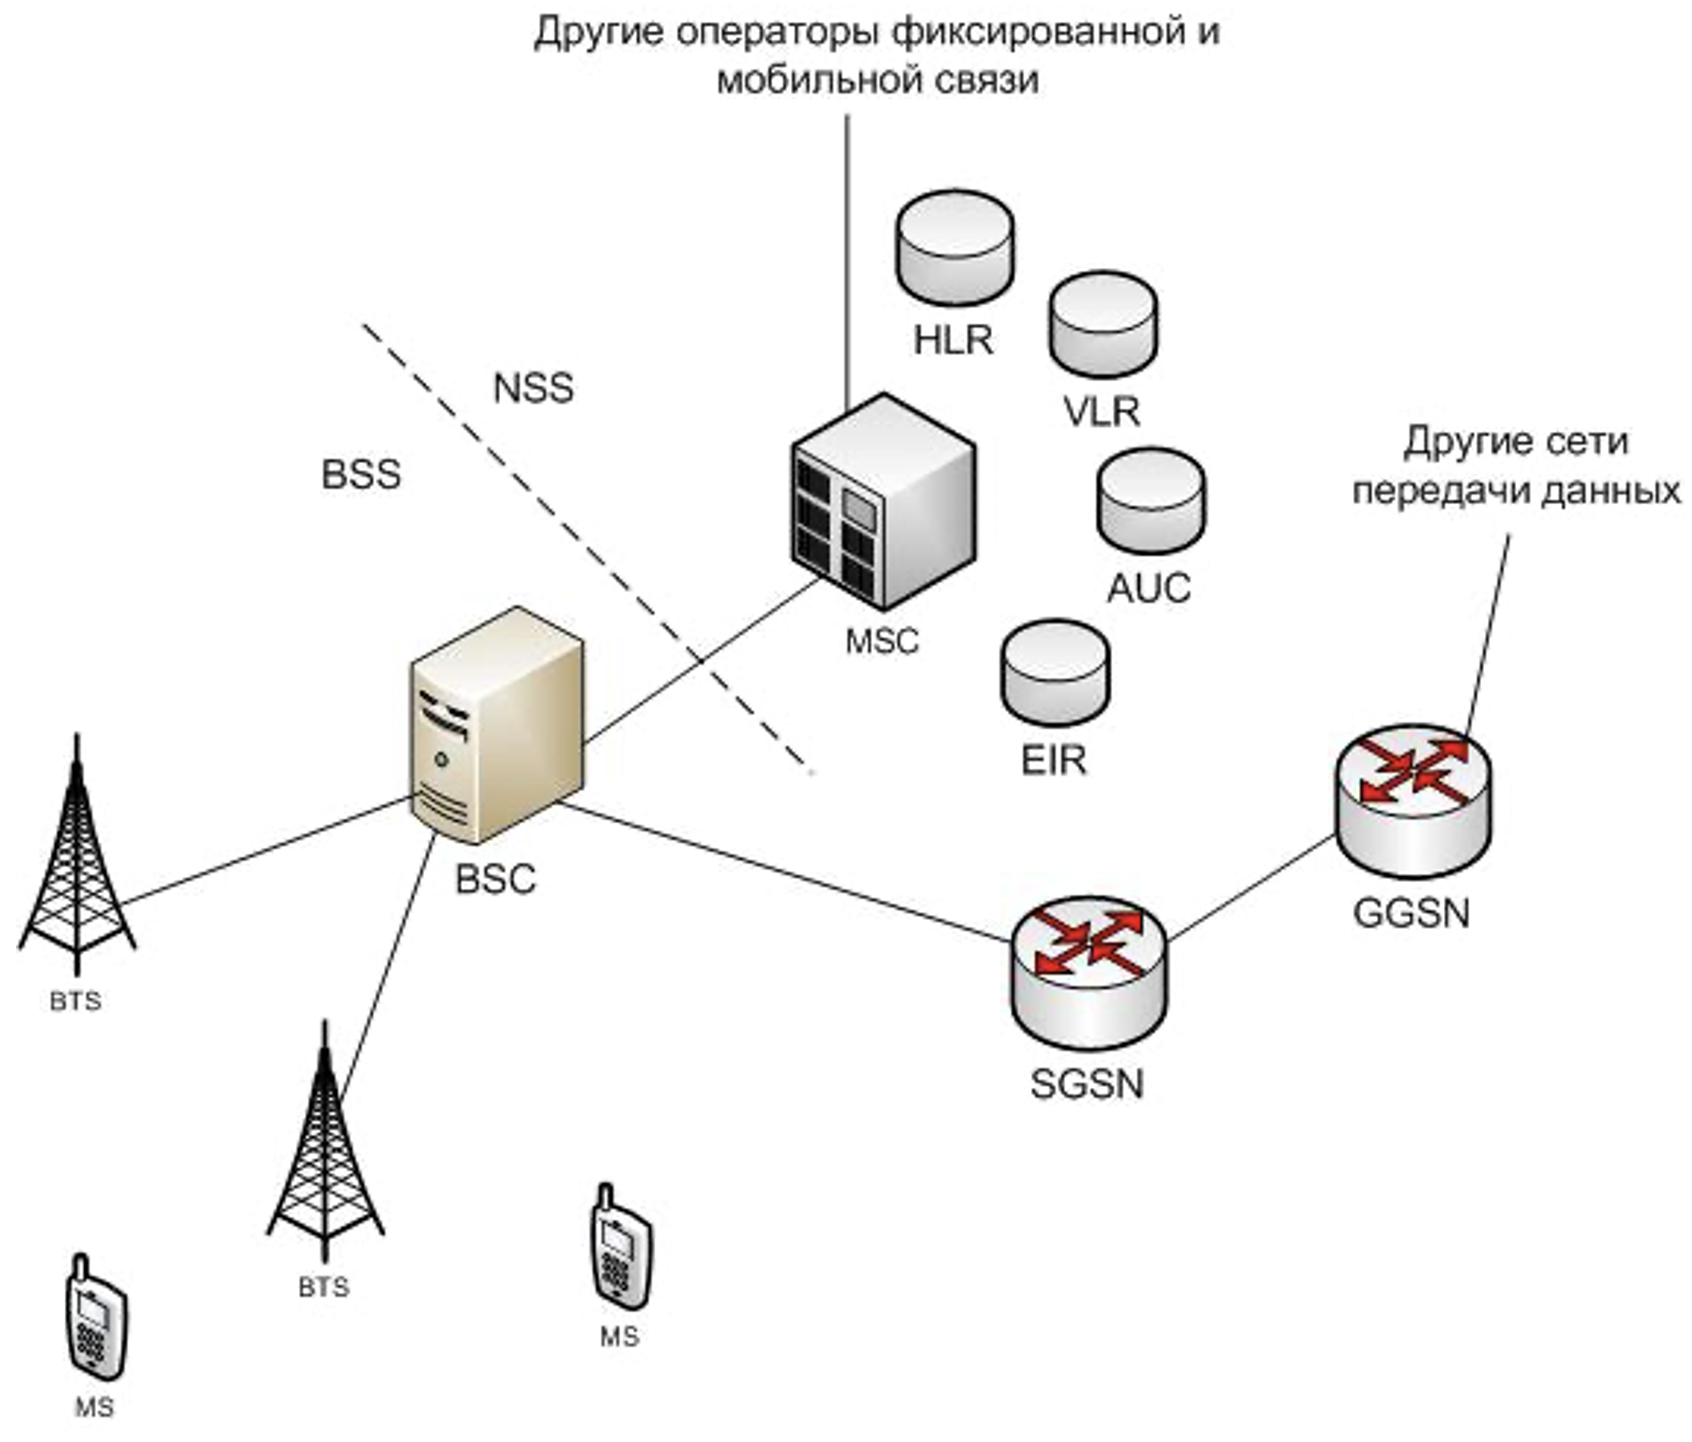 Другие операторы фиксированной и
мобильной связи
HLR
VLR
NSS
BSS
Другие сети
передачи данных
AUC
MSC
EIR
BSC
GGSN
BTS
SGSN
BTS
MS
MS